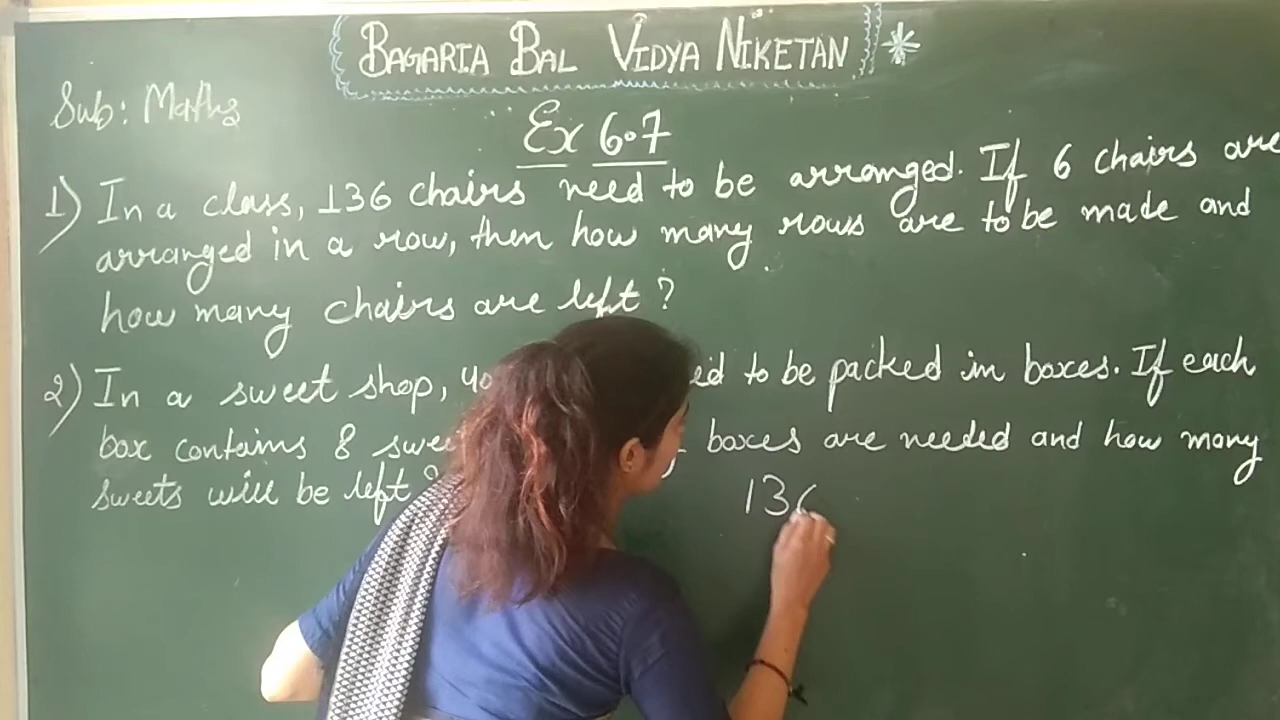 BAGARIA BAL VIDYA NIKETAN
Sub: Maths
Ex 6.7
1) In a class, 136 chairs need to be arranged. If 6 chairs are
arranged in a row, then how many rows are to be made and
how many chairs are left?
2) In a sweet shop, to be packed in boxes. If each
box contains 8 boxes are needed and how many
sweets will be left
136